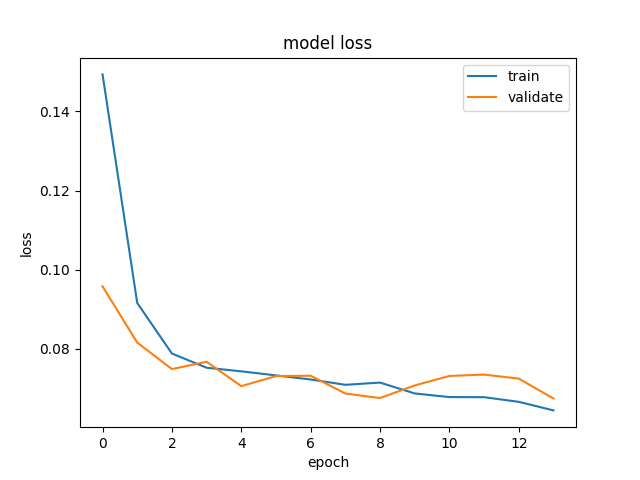 model loss
train
validate
0.14
0.12
0.10
0.08
loss
0 2 4 6 8 10 12
epoch